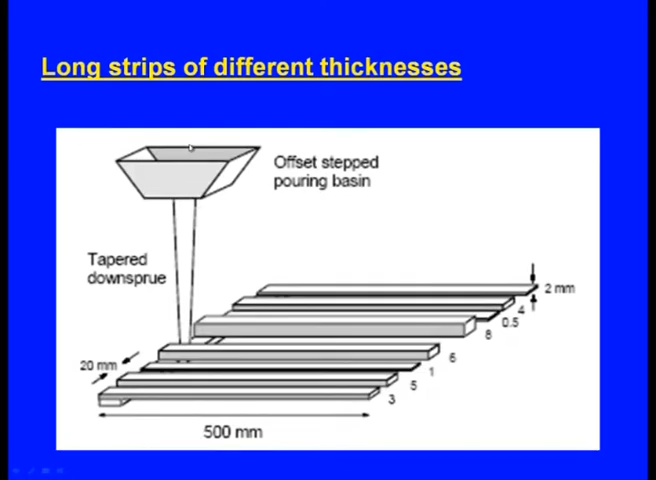 Long strips of different thicknesses
Offset stepped
pouring basin
Tapered
downsprue
2 mm
4
0.5
8
6
20 mm
1
5
3
500 mm